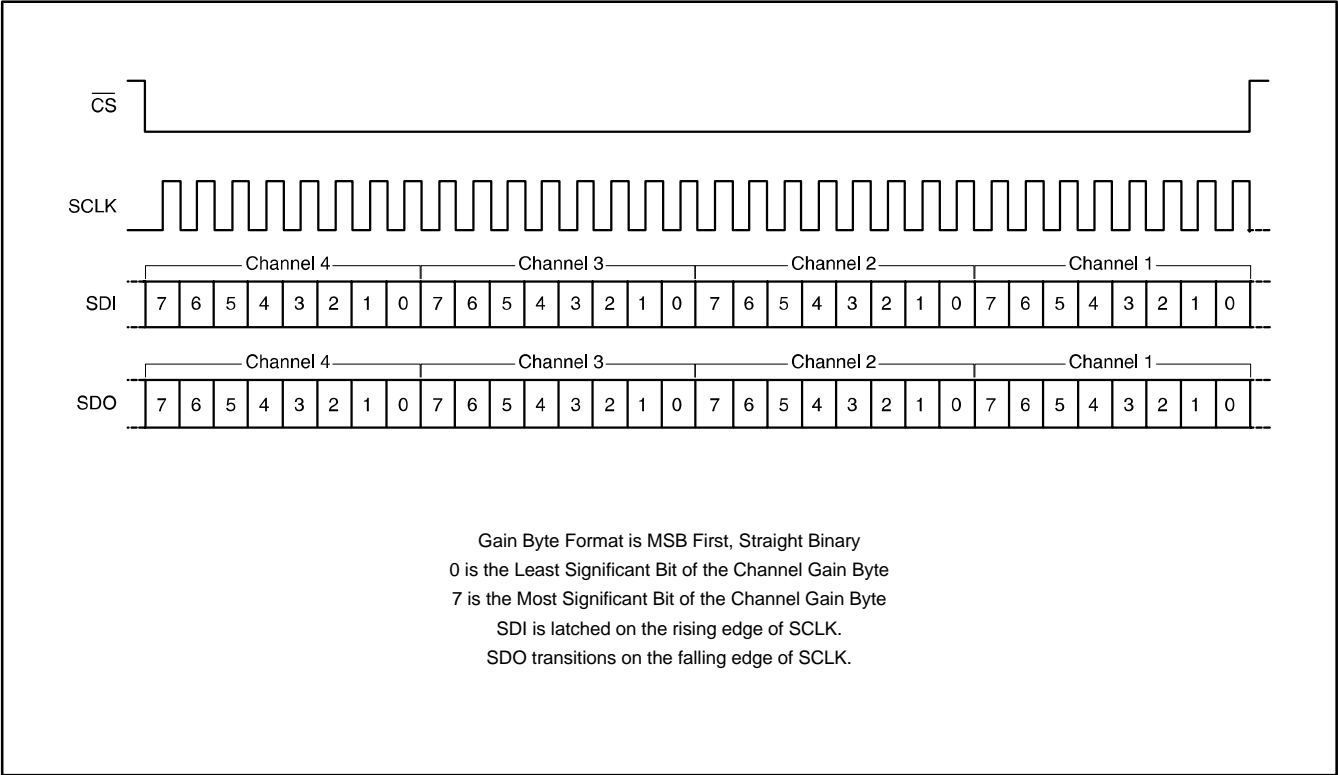 CS
SCLK
Channel 4 Channel 3 Channel 2 Channel 1
SDI 7 6 5 4 3 2 1 0 7 6 5 4 3 2 1 0 7 6 5 4 3 2 1 0 7 6 5 4 3 2 1 0
Channel 4 Channel 3 Channel 2 Channel 1
SDO 7 6 5 4 3 2 1 0 7 6 5 4 3 2 1 0 7 6 5 4 3 2 1 0 7 6 5 4 3 2 1 0
Gain Byte Format is MSB First, Straight Binary
0 is the Least Significant Bit of the Channel Gain Byte
7 is the Most Significant Bit of the Channel Gain Byte
SDI is latched on the rising edge of SCLK.
SDO transitions on the falling edge of SCLK.